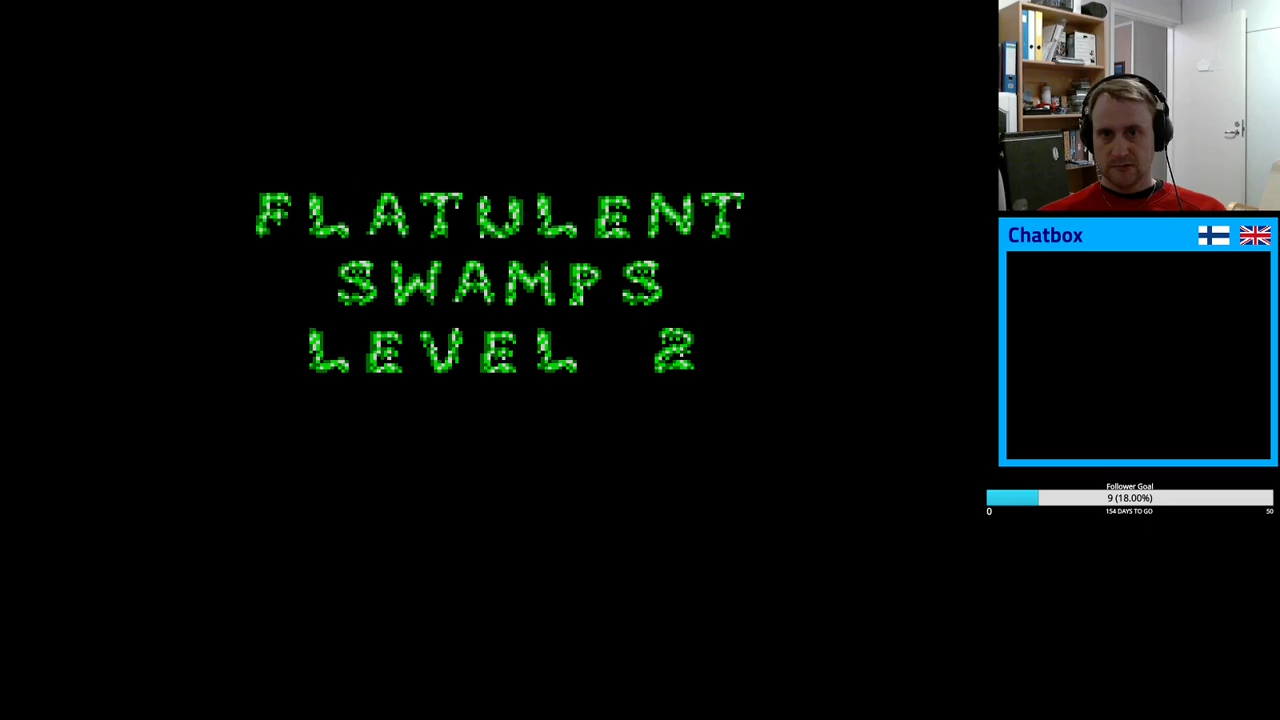 FLATULENT
SWAMPS
LEVEL 2
Chatbox
Follower Goal
9 (18.00%)
0
154 DAYS TO GO
50